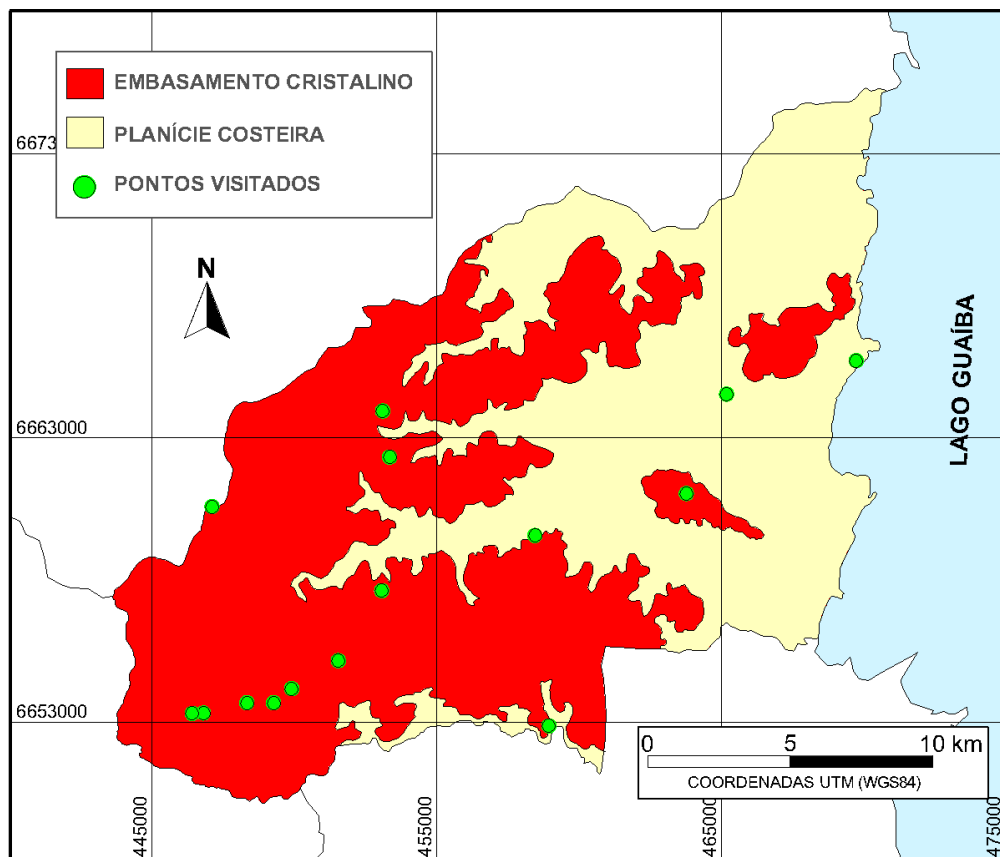 EMBASAMENTO CRISTALINO
PLANÍCIE COSTEIRA
PONTOS VISITADOS
6673
N
LAGO GUAÍBA
6663000
6653000
0 5 10 km
COORDENADAS UTM (WGS84)
445000
455000
465000
475000